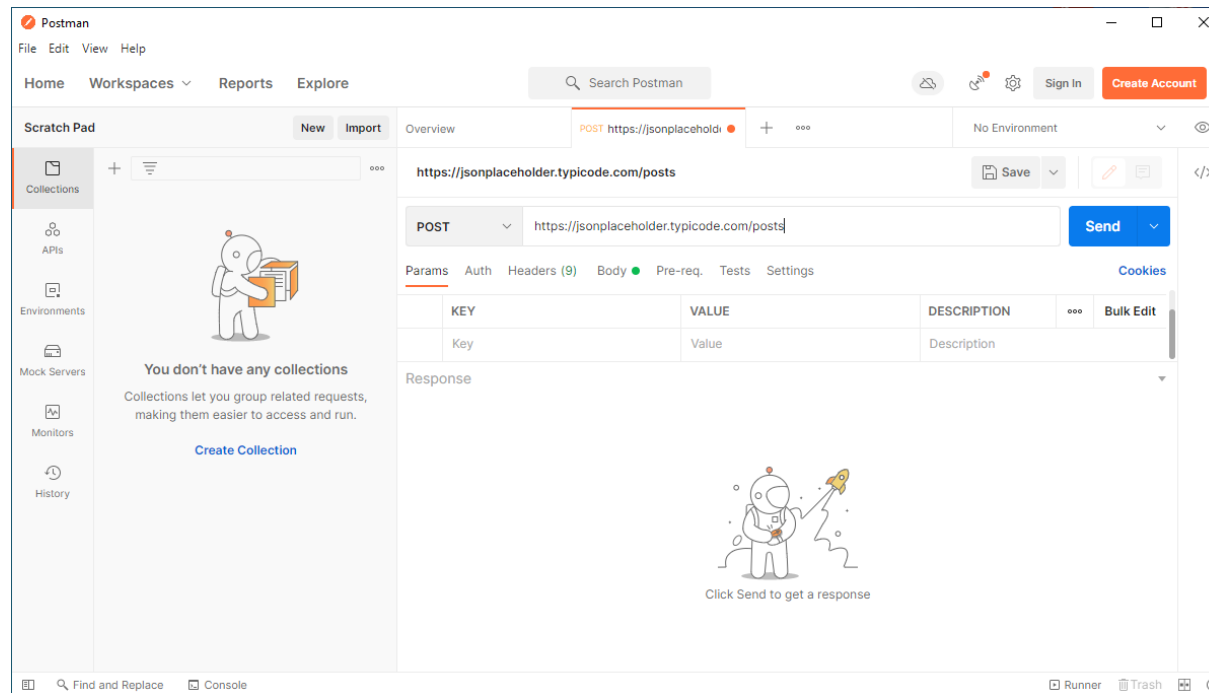 Postman
File Edit View Help
Home Workspaces Reports Explore Search Postman Sign In Create Account
Scratch Pad New Import Overview POST https://jsonplaceholde No Environment
https://jsonplaceholder.typicode.com/posts Save
Collections
POST https://jsonplaceholder.typicode.com/posts Send
APIs
Params Auth Headers (9) Body Pre-req. Tests Settings Cookies
Environments
KEY VALUE DESCRIPTION Bulk Edit
Key Value Description
Mock Servers
You don't have any collections
Response
Collections let you group related requests,
making them easier to access and run.
Monitors
Create Collection
History
Click Send to get a response
Find and Replace Console Runner Trash